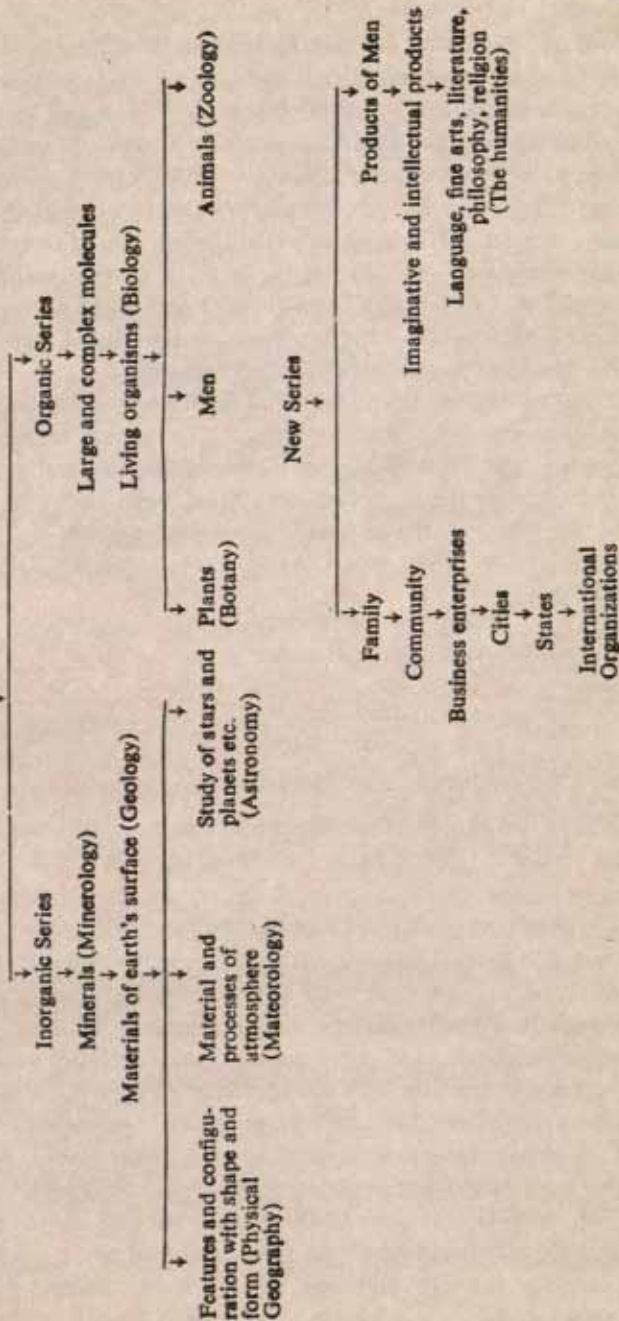 Inorganic Series
Minerals (Minerology)
Materials of earth's surface (Geology)
Features and configu-
ration with shape and
form (Physical
Geography)
Material and
processes of
atmosphere
(Mateorology)
Study of stars and
planets etc.
(Astronomy)
Organic Series
Large and complex molecules
Living organisms (Biology)
Plants
(Botany)
Men
Animals (Zoology)
New Series
Family
Community
Business enterprises
Cities
States
International
Organizations
Products of Men
Imaginative and intellectual products
Language, fine arts, literature,
philosophy, religion
(The humanities)